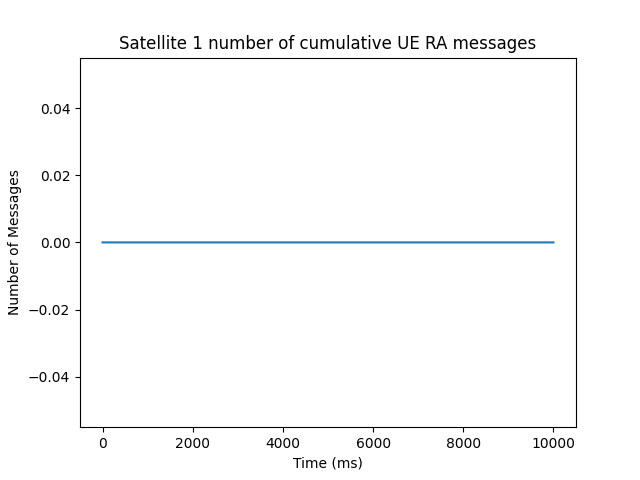 Satellite 1 number of cumulative UE RA messages
0.04
0.02
0.00
−0.02
−0.04
Number of Messages
0 2000 4000 6000 8000 10000
Time (ms)